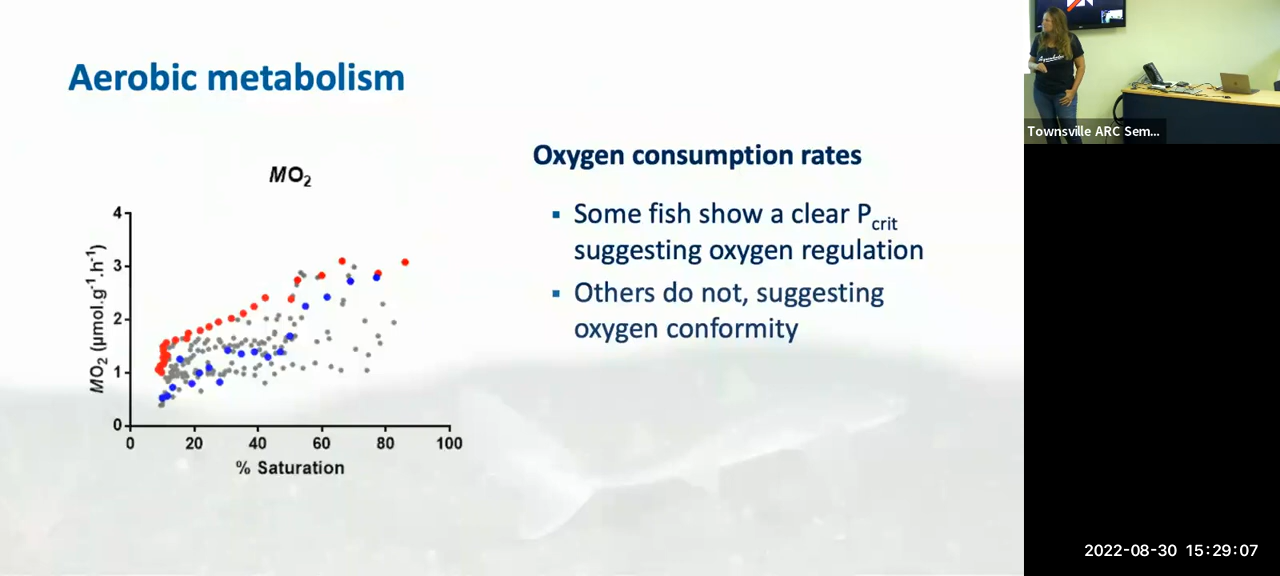 Aerobic metabolism
MO2
4
3
2
1
0
MO2 (µmol.g-1.h-1)
0 20 40 60 80 100
% Saturation
Oxygen consumption rates
▪ Some fish show a clear Pcrit
suggesting oxygen regulation
▪ Others do not, suggesting
oxygen conformity
Townsville ARC Sem...
2022-08-30 15:29:07